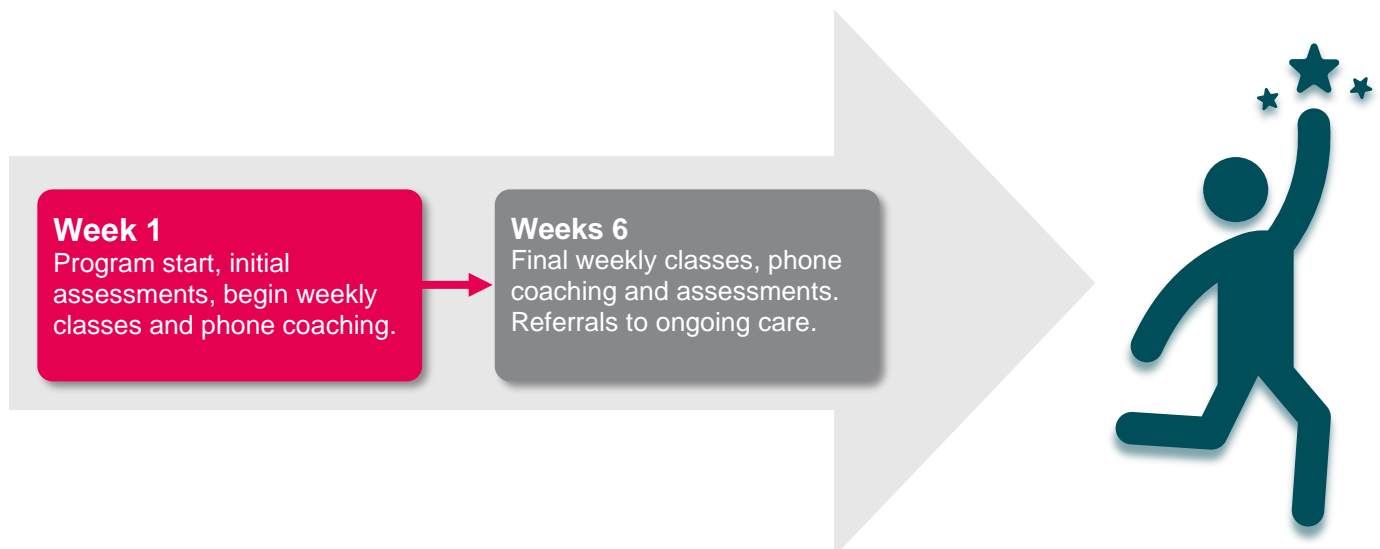 Week 1
Program start, initial
assessments, begin weekly
classes and phone coaching.
Weeks 6
Final weekly classes, phone
coaching and assessments.
Referrals to ongoing care.